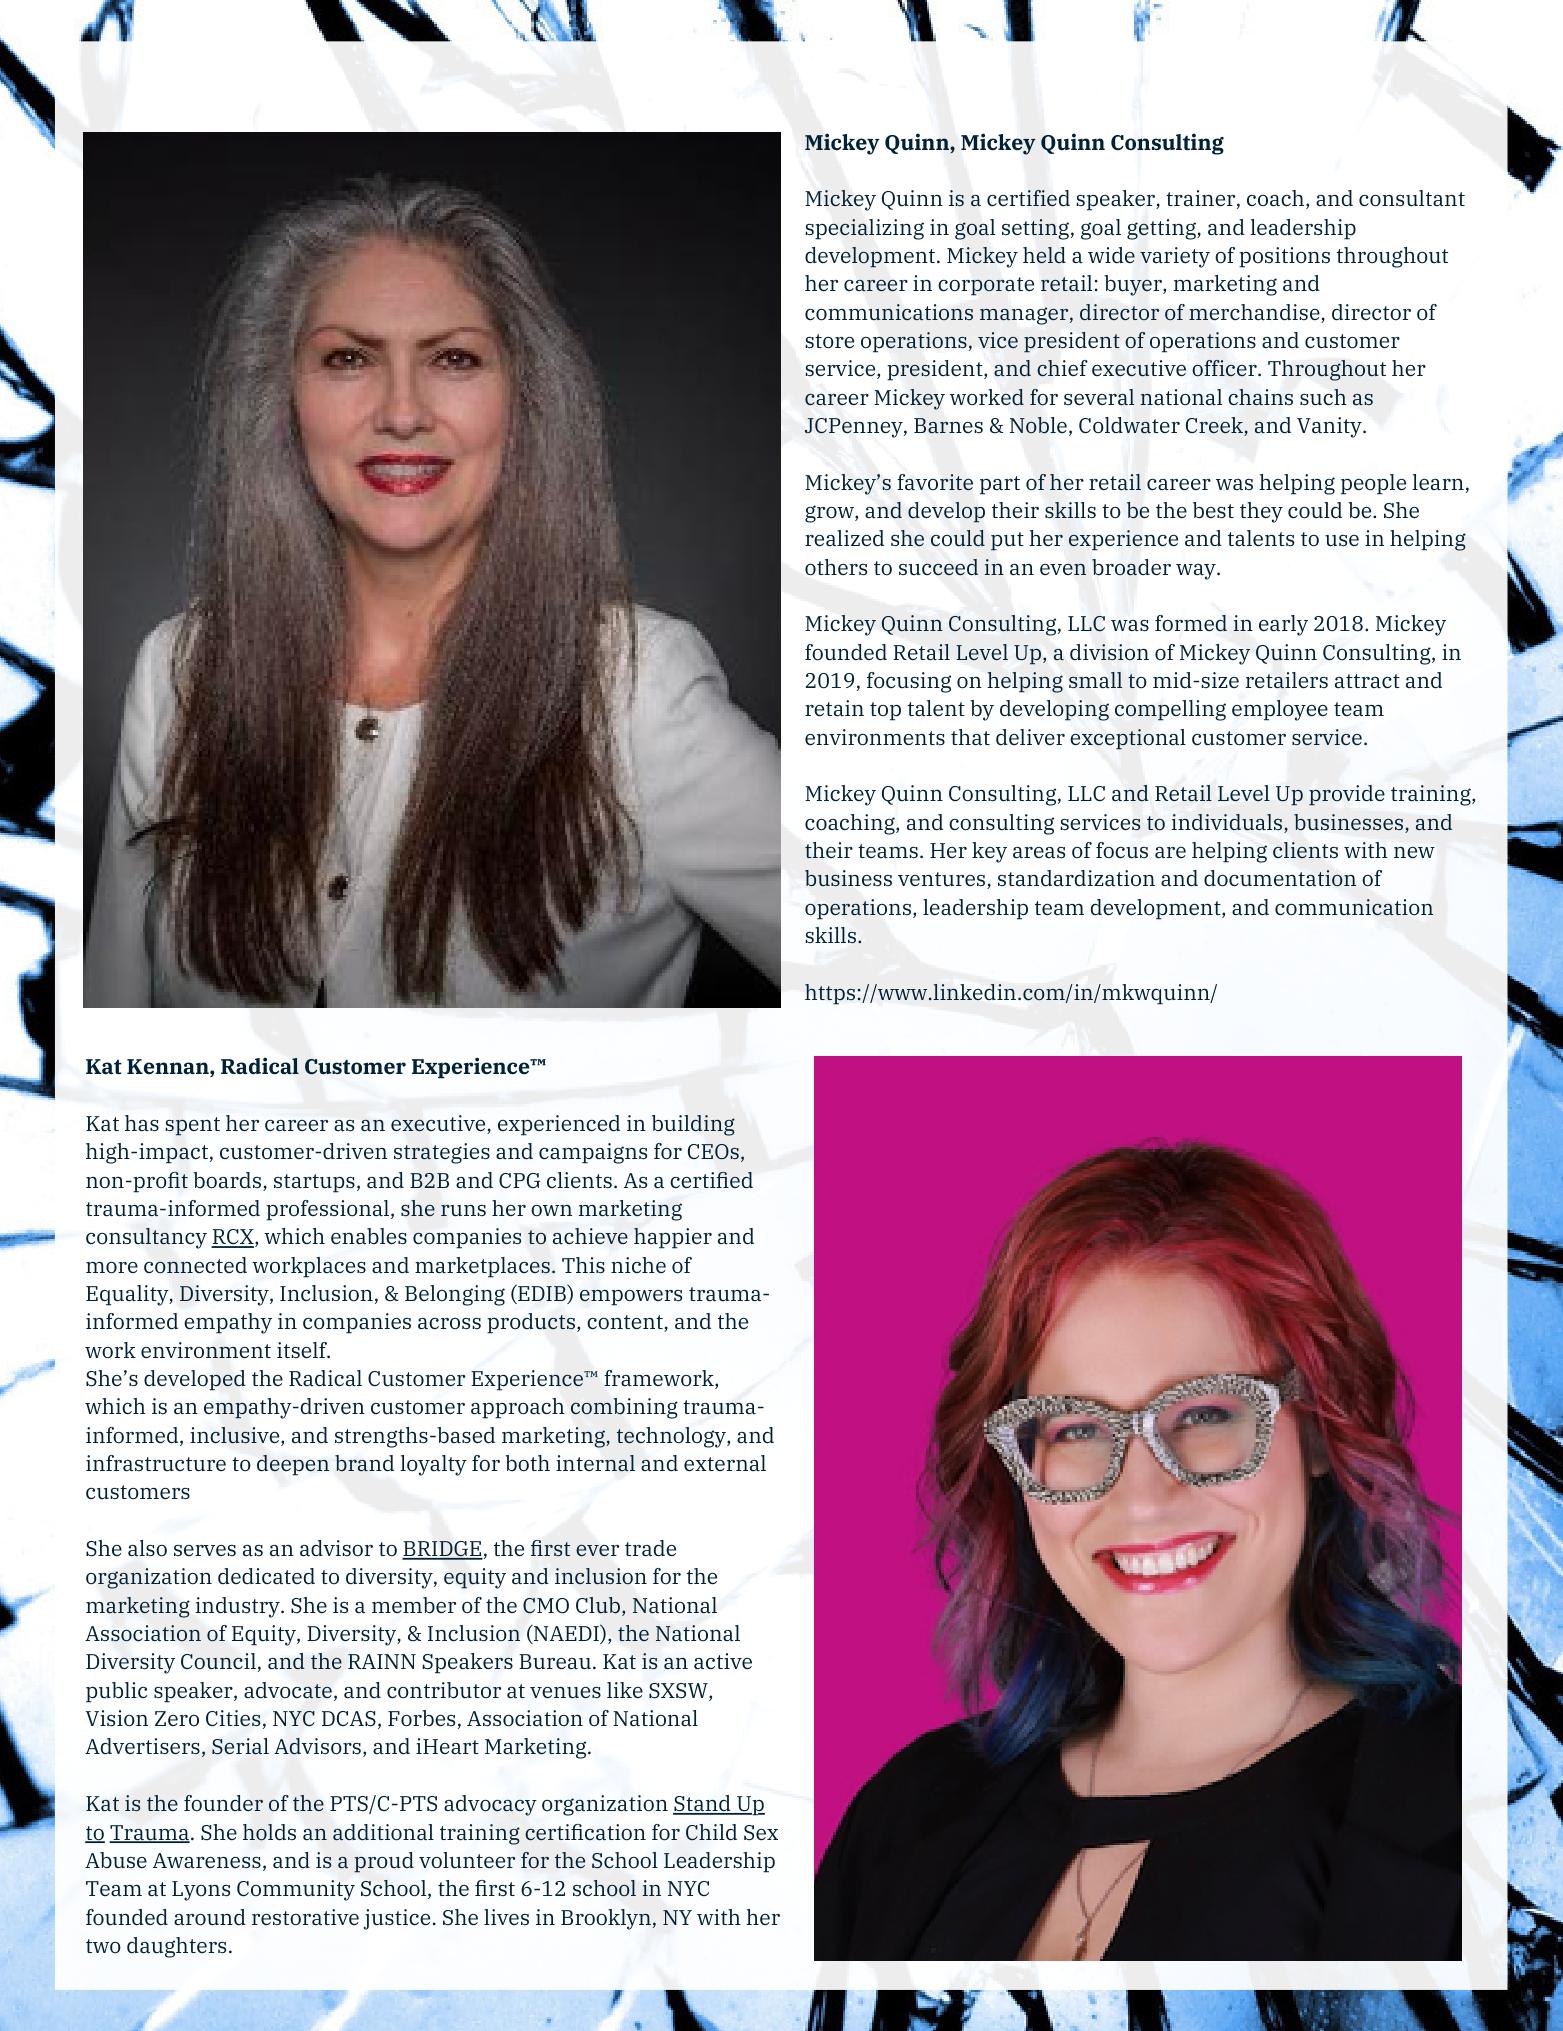 Mickey Quinn, Mickey Quinn Consulting
Mickey Quinn is a certified speaker, trainer, coach, and consultant
specializing in goal setting, goal getting, and leadership
development. Mickey held a wide variety of positions throughout
her career in corporate retail: buyer, marketing and
communications manager, director of merchandise, director of
store operations, vice president of operations and customer
service, president, and chief executive officer. Throughout her
career Mickey worked for several national chains such as
JCPenney, Barnes & Noble, Coldwater Creek, and Vanity.
Mickey’s favorite part of her retail career was helping people learn,
grow, and develop their skills to be the best they could be. She
realized she could put her experience and talents to use in helping
others to succeed in an even broader way.
Mickey Quinn Consulting, LLC was formed in early 2018. Mickey
founded Retail Level Up, a division of Mickey Quinn Consulting, in
2019, focusing on helping small to mid-size retailers attract and
retain top talent by developing compelling employee team
environments that deliver exceptional customer service.
Mickey Quinn Consulting, LLC and Retail Level Up provide training,
coaching, and consulting services to individuals, businesses, and
their teams. Her key areas of focus are helping clients with new
business ventures, standardization and documentation of
operations, leadership team development, and communication
skills.
https://www.linkedin.com/in/mkwquinn/
Kat Kennan, Radical Customer Experience™
Kat has spent her career as an executive, experienced in building
high-impact, customer-driven strategies and campaigns for CEOs,
non-profit boards, startups, and B2B and CPG clients. As a certified
trauma-informed professional, she runs her own marketing
consultancy RCX, which enables companies to achieve happier and
more connected workplaces and marketplaces. This niche of
Equality, Diversity, Inclusion, & Belonging (EDIB) empowers trauma-
informed empathy in companies across products, content, and the
work environment itself.
She’s developed the Radical Customer Experience™ framework,
which is an empathy-driven customer approach combining trauma-
informed, inclusive, and strengths-based marketing, technology, and
infrastructure to deepen brand loyalty for both internal and external
customers
She also serves as an advisor to BRIDGE, the first ever trade
organization dedicated to diversity, equity and inclusion for the
marketing industry. She is a member of the CMO Club, National
Association of Equity, Diversity, & Inclusion (NAEDI), the National
Diversity Council, and the RAINN Speakers Bureau. Kat is an active
public speaker, advocate, and contributor at venues like SXSW,
Vision Zero Cities, NYC DCAS, Forbes, Association of National
Advertisers, Serial Advisors, and iHeart Marketing.
Kat is the founder of the PTS/C-PTS advocacy organization Stand Up
to Trauma. She holds an additional training certification for Child Sex
Abuse Awareness, and is a proud volunteer for the School Leadership
Team at Lyons Community School, the first 6-12 school in NYC
founded around restorative justice. She lives in Brooklyn, NY with her
two daughters.